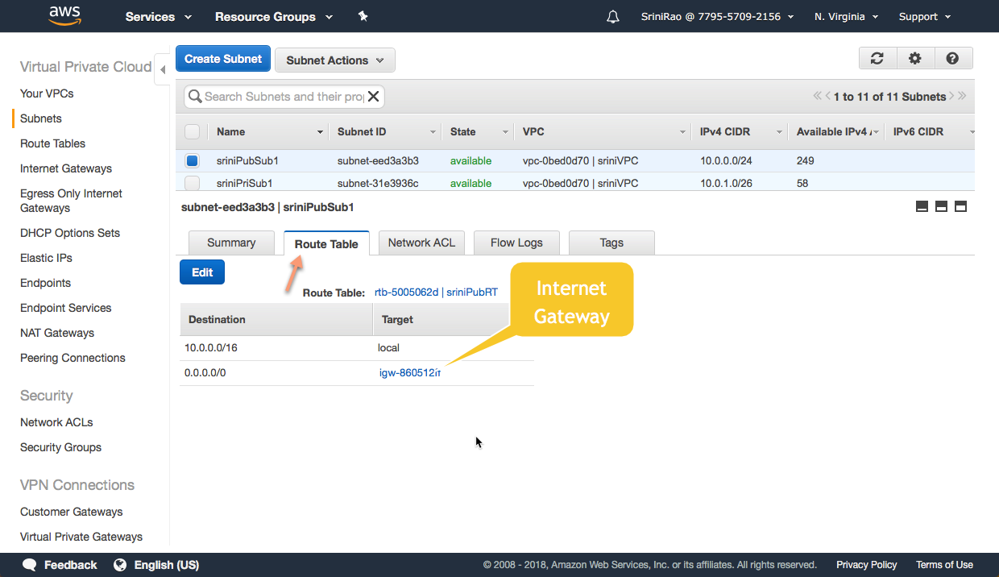 aws
Services
Resource Groups
SriniRao @ 7795-5709-2156
N. Virginia
Support
Virtual Private Cloud
Your VPCs
Subnets
Route Tables
Internet Gateways
Egress Only Internet
Gateways
DHCP Options Sets
Elastic IPs
Endpoints
Endpoint Services
NAT Gateways
Peering Connections
Security
Network ACLs
Security Groups
VPN Connections
Customer Gateways
Virtual Private Gateways
Create Subnet
Subnet Actions
Search Subnets and their pro
1 to 11 of 11 Subnets
Name Subnet ID State VPC IPv4 CIDR Available IPv4 IPv6 CIDR
sriniPubSub1 subnet-eed3a3b3 available vpc-0bed0d70 | sriniVPC 10.0.0.0/24 249
sriniPriSub1 subnet-31e3936c available vpc-0bed0d70 | sriniVPC 10.0.1.0/26 58
subnet-eed3a3b3 | sriniPubSub1
Summary
Route Table
Network ACL
Flow Logs
Tags
Edit
Route Table: rtb-5005062d | sriniPubRT
Internet
Gateway
Destination Target
10.0.0.0/16 local
0.0.0.0/0
Feedback
English (US)
© 2008 - 2018, Amazon Web Services, Inc. or its affiliates. All rights reserved.
Privacy Policy
Terms of Use